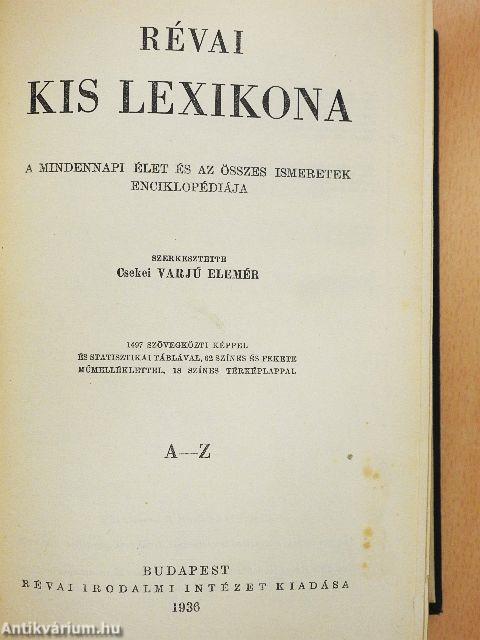 RÉVAI
KIS LEXIKONA
A MINDENNAPI ÉLET ÉS AZ ÖSSZES ISMERETEK
ENCIKLOPÉDIÁJA
SZERKESZTETTE
Csekei VARJÚ ELEMÉR
1497 SZÖVEGKÖZTI KÉPPEL
ÉS STATISZTIKAI TÁBLÁVAL, 62 SZÍNES ÉS FEKETE
MŰMELLÉKLETTEL, 18 SZÍNES TÉRKÉPLAPPAL
A—Z
BUDAPEST
RÉVAI IRODALMI INTÉZET KIADÁSA
1936
Antikvárium.hu